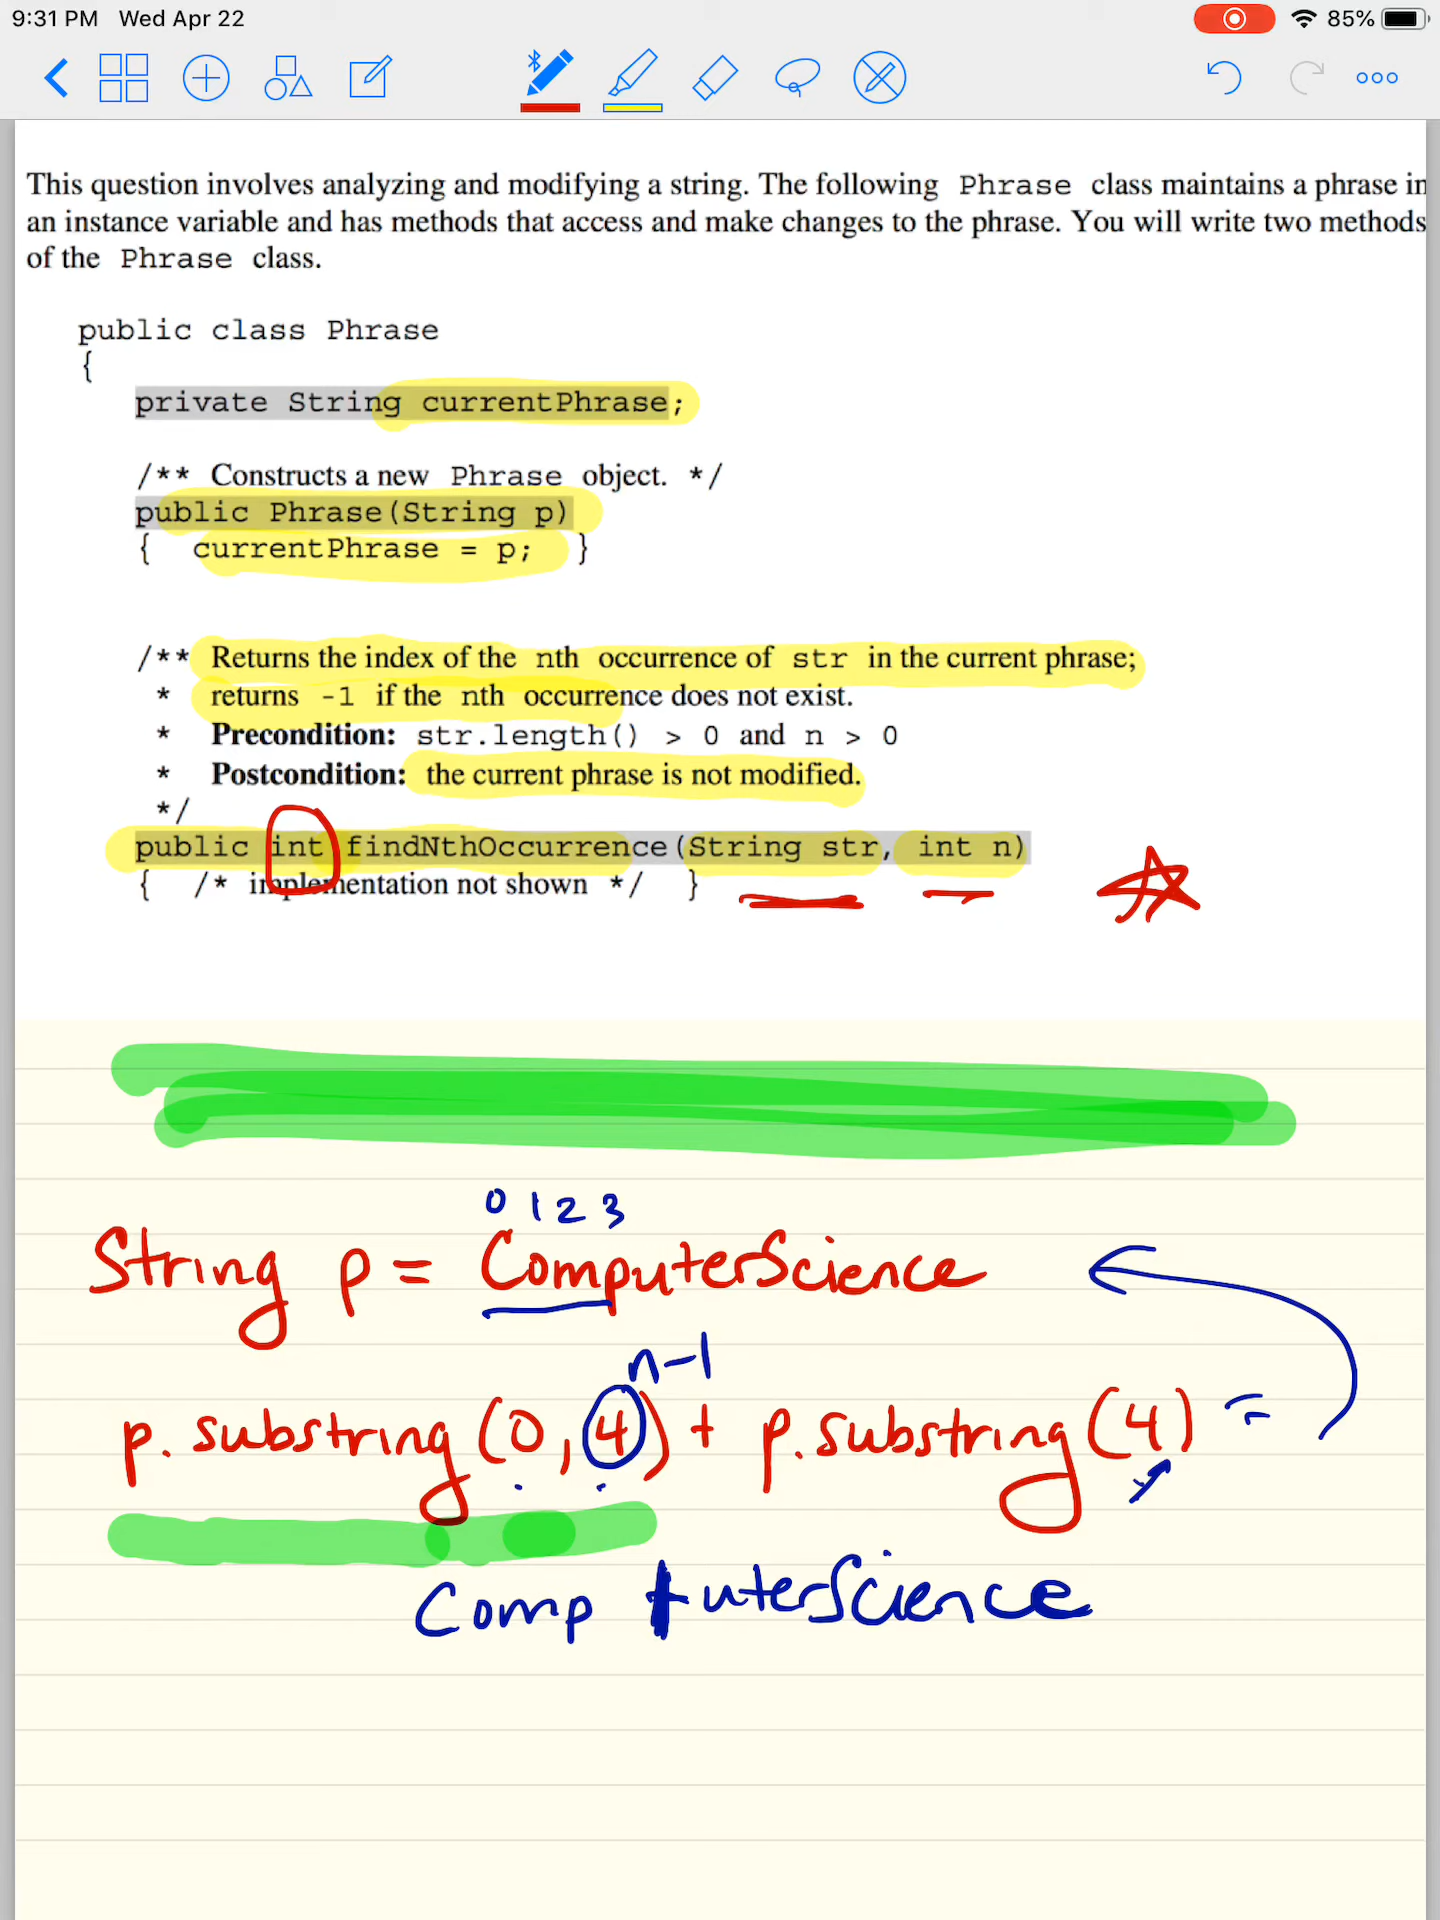 9:31 PM Wed Apr 22 85%
This question involves analyzing and modifying a string. The following Phrase class maintains a phrase in
an instance variable and has methods that access and make changes to the phrase. You will write two methods
of the Phrase class.
public class Phrase
{
private String currentPhrase;
/** Constructs a new Phrase object. */
public Phrase(String p)
{ currentPhrase = p; }
/** Returns the index of the nth occurrence of str in the current phrase;
* returns -1 if the nth occurrence does not exist.
* Precondition: str.length() > 0 and n > 0
* Postcondition: the current phrase is not modified.
*/
public int findNthOccurrence(String str, int n)
{ /* implementation not shown */ }
0 1 2 3
String p = ComputerScience
n-1
p.substring(0,4) + p.substring(4) =
Comp + uterScience